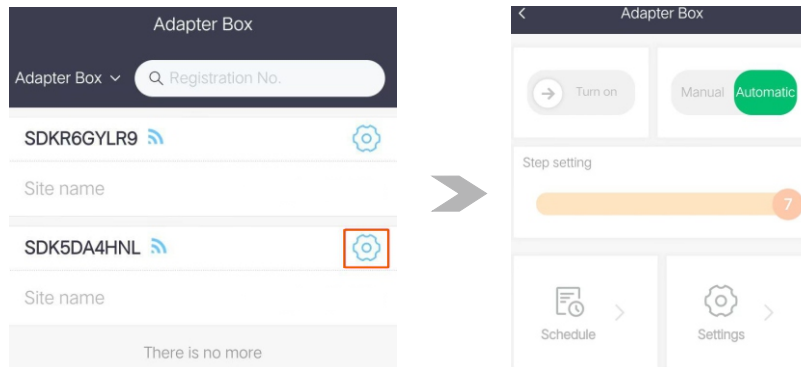 Adapter Box
Adapter Box
Registration No.
SDKR6GYLR9
Site name
SDK5DA4HNL
Site name
There is no more
Adapter Box
Turn on
Manual Automatic
Step setting
7
Schedule
Settings